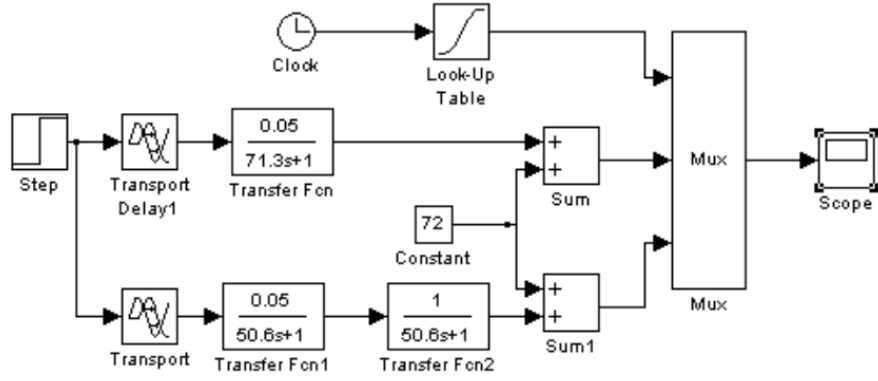 Clock
Look-Up
Table
Step
Transport
Delay1
0.05
71.3s+1
Transfer Fcn
+
+
Sum
Mux
Mux
Scope
72
Constant
Transport
0.05
50.6s+1
Transfer Fcn1
1
50.6s+1
Transfer Fcn2
+
+
Sum1